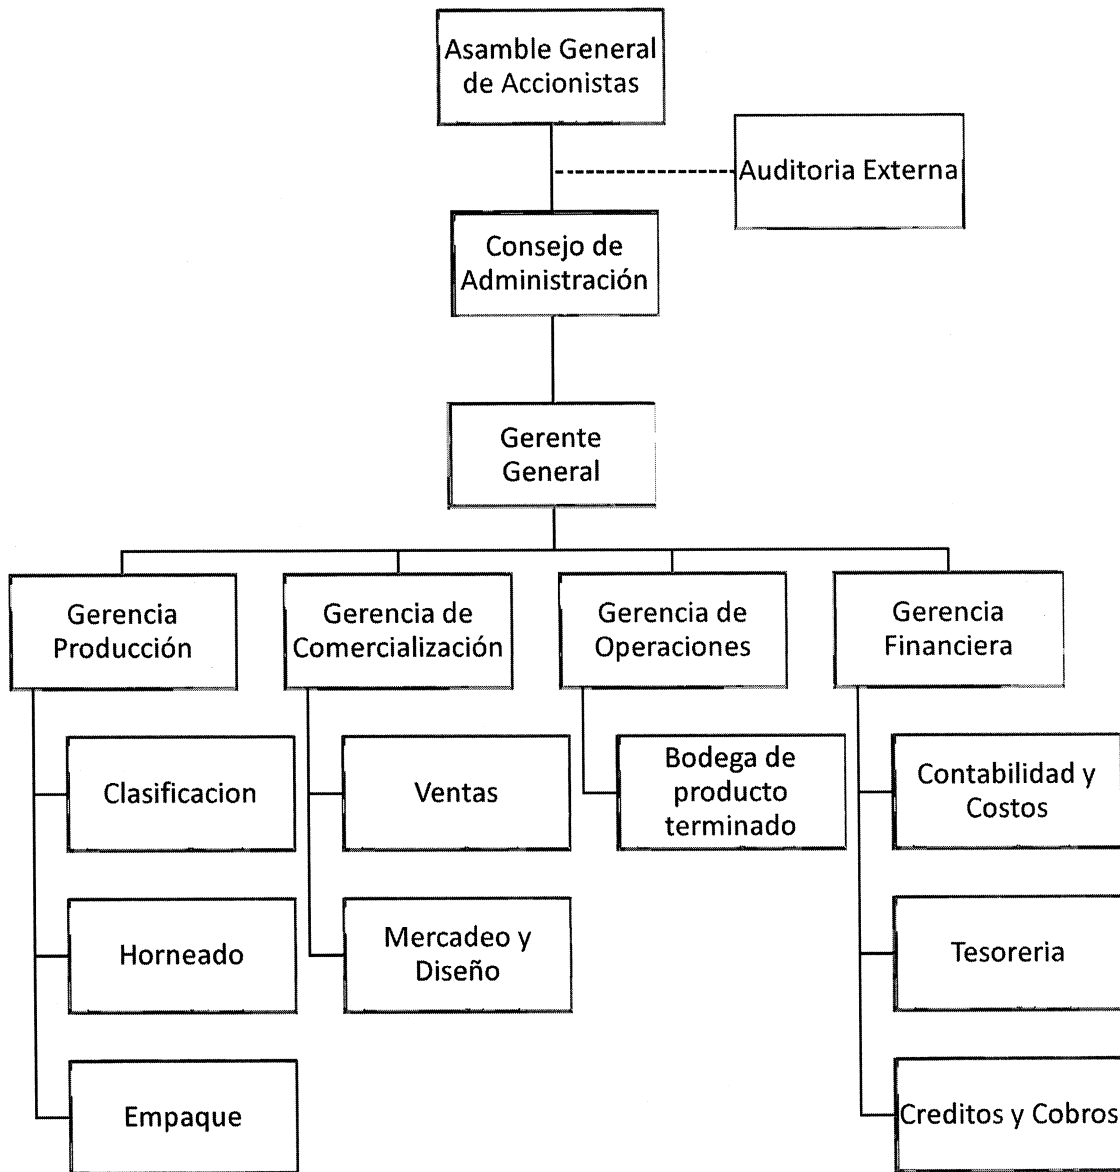 Asamble General
de Accionistas
Auditoria Externa
Consejo de
Administración
Gerente
General
Gerencia
Producción
Gerencia de
Comercialización
Gerencia de
Operaciones
Gerencia
Financiera
Clasificacion
Ventas
Bodega de
producto
terminado
Contabilidad y
Costos
Horneado
Mercadeo y
Diseño
Tesoreria
Empaque
Creditos y Cobros